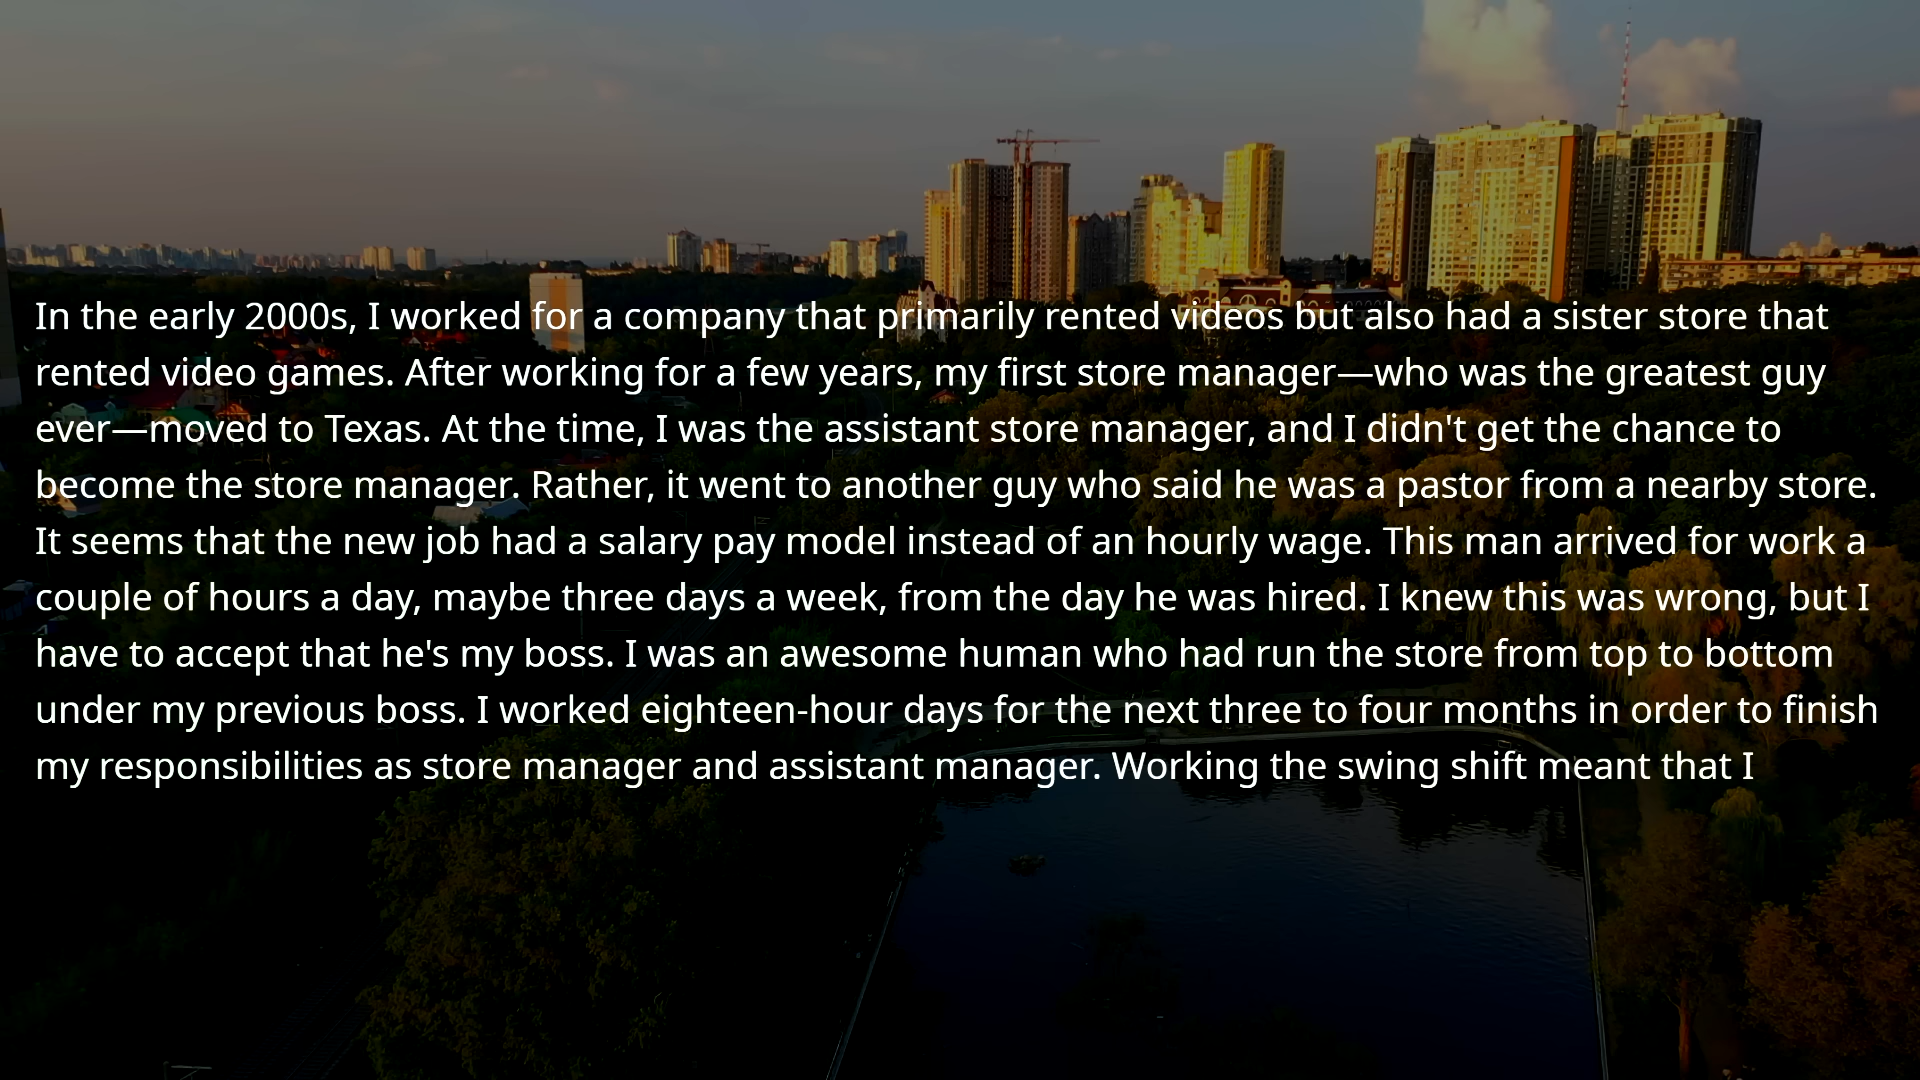 In the early 2000s, I worked for a company that primarily rented videos but also had a sister store that
rented video games. After working for a few years, my first store manager—who was the greatest guy
ever—moved to Texas. At the time, I was the assistant store manager, and I didn't get the chance to
become the store manager. Rather, it went to another guy who said he was a pastor from a nearby store.
It seems that the new job had a salary pay model instead of an hourly wage. This man arrived for work a
couple of hours a day, maybe three days a week, from the day he was hired. I knew this was wrong, but I
have to accept that he's my boss. I was an awesome human who had run the store from top to bottom
under my previous boss. I worked eighteen-hour days for the next three to four months in order to finish
my responsibilities as store manager and assistant manager. Working the swing shift meant that I